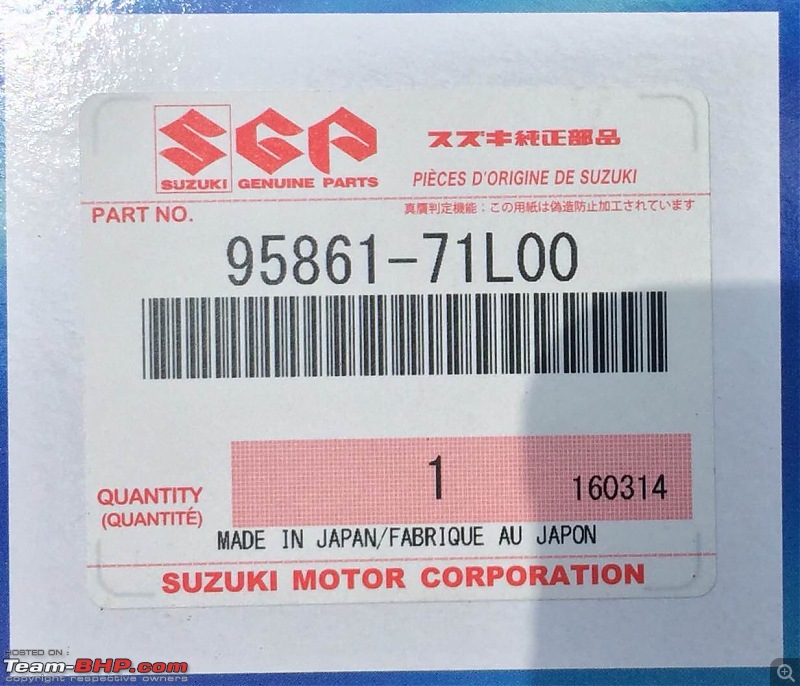 SGP
スズキ純正部品
SUZUKI GENUINE PARTS
PIÈCES D'ORIGINE DE SUZUKI
PART NO.
真贋判定機能：この用紙は偽造防止加工されています
95861-71L00
QUANTITY
(QUANTITÉ)
1
160314
MADE IN JAPAN/FABRIQUE AU JAPON
SUZUKI MOTOR CORPORATION
HOSTED ON :
Team-BHP.com
copyright respective owners